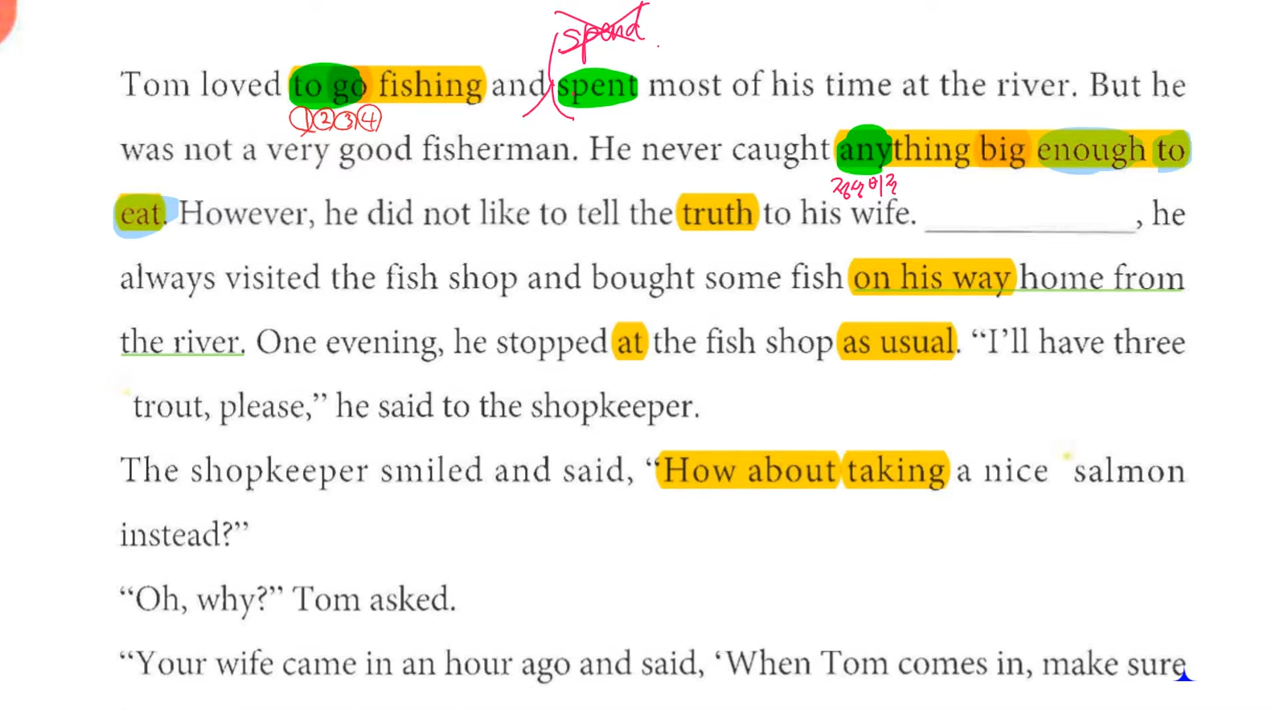 spend
Tom loved to go fishing and spent most of his time at the river. But he
①②③④
was not a very good fisherman. He never caught anything big enough to
eat. However, he did not like to tell the truth to his wife. ____________, he
always visited the fish shop and bought some fish on his way home from
the river. One evening, he stopped at the fish shop as usual. “I’ll have three
trout, please,” he said to the shopkeeper.
The shopkeeper smiled and said, “How about taking a nice salmon
instead?”
“Oh, why?” Tom asked.
“Your wife came in an hour ago and said, ‘When Tom comes in, make sure